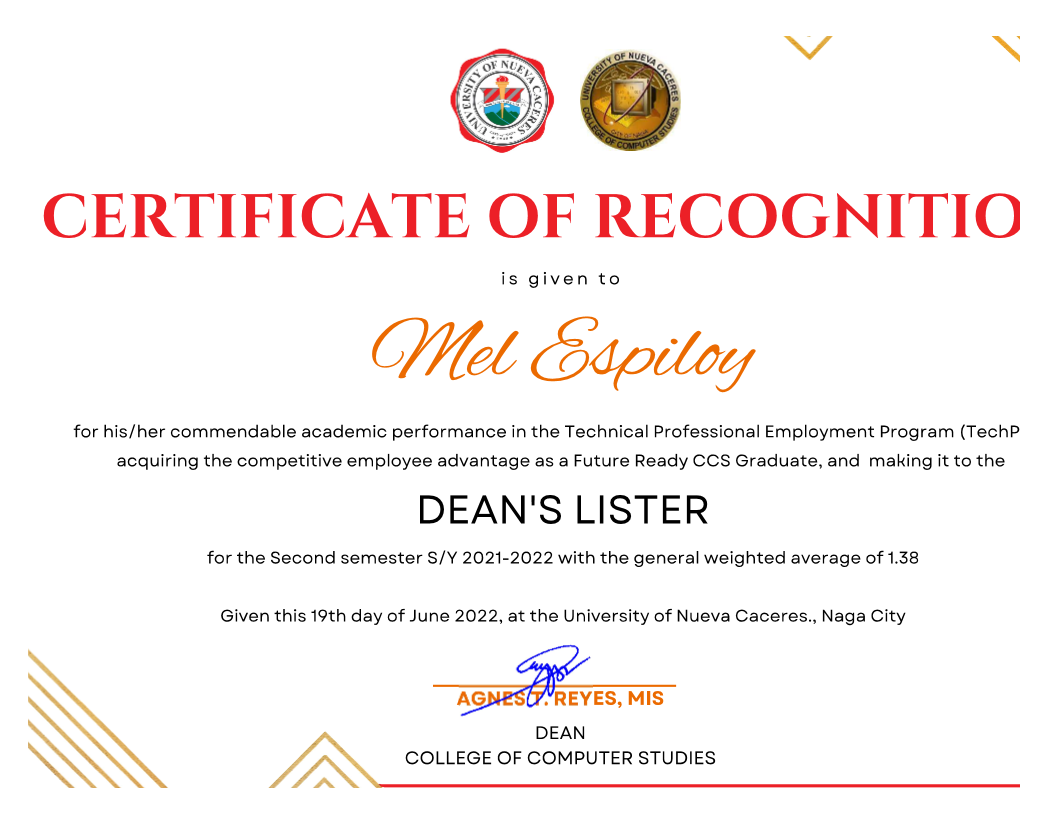 UNIVERSITY OF NUEVA CACERES
UNIVERSITY OF NUEVA CACERES
COLLEGE OF COMPUTER STUDIES
CERTIFICATE OF RECOGNITIO
is given to
Mel Espiloy
for his/her commendable academic performance in the Technical Professional Employment Program (TechP
acquiring the competitive employee advantage as a Future Ready CCS Graduate, and  making it to the
DEAN'S LISTER
for the Second semester S/Y 2021-2022 with the general weighted average of 1.38
Given this 19th day of June 2022, at the University of Nueva Caceres., Naga City
AGNES T. REYES, MIS
DEAN
COLLEGE OF COMPUTER STUDIES